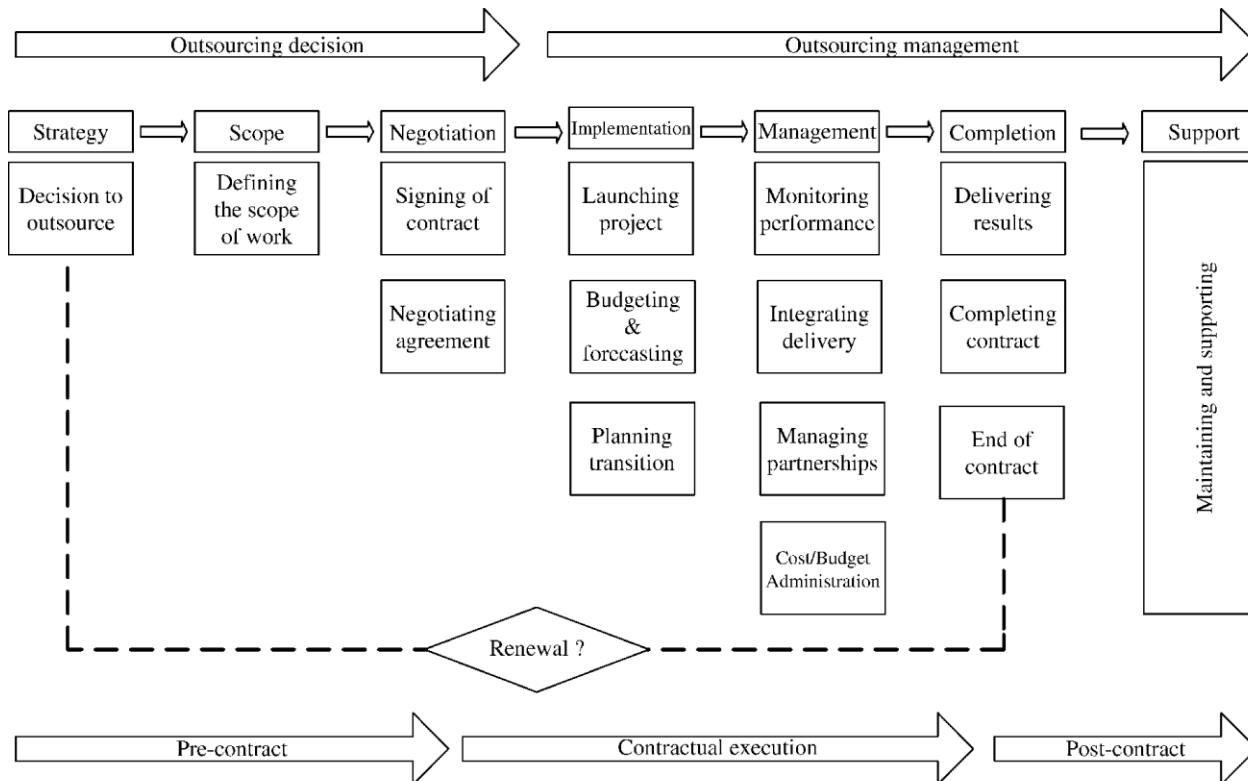 Outsourcing decision
Outsourcing management
Strategy
Scope
Negotiation
Implementation
Management
Completion
Support
Decision to
outsource
Defining
the scope
of work
Signing of
contract
Launching
project
Monitoring
performance
Delivering
results
Maintaining and supporting
Negotiating
agreement
Budgeting
&
forecasting
Integrating
delivery
Completing
contract
Planning
transition
Managing
partnerships
End of
contract
Cost/Budget
Administration
Renewal ?
Pre-contract
Contractual execution
Post-contract